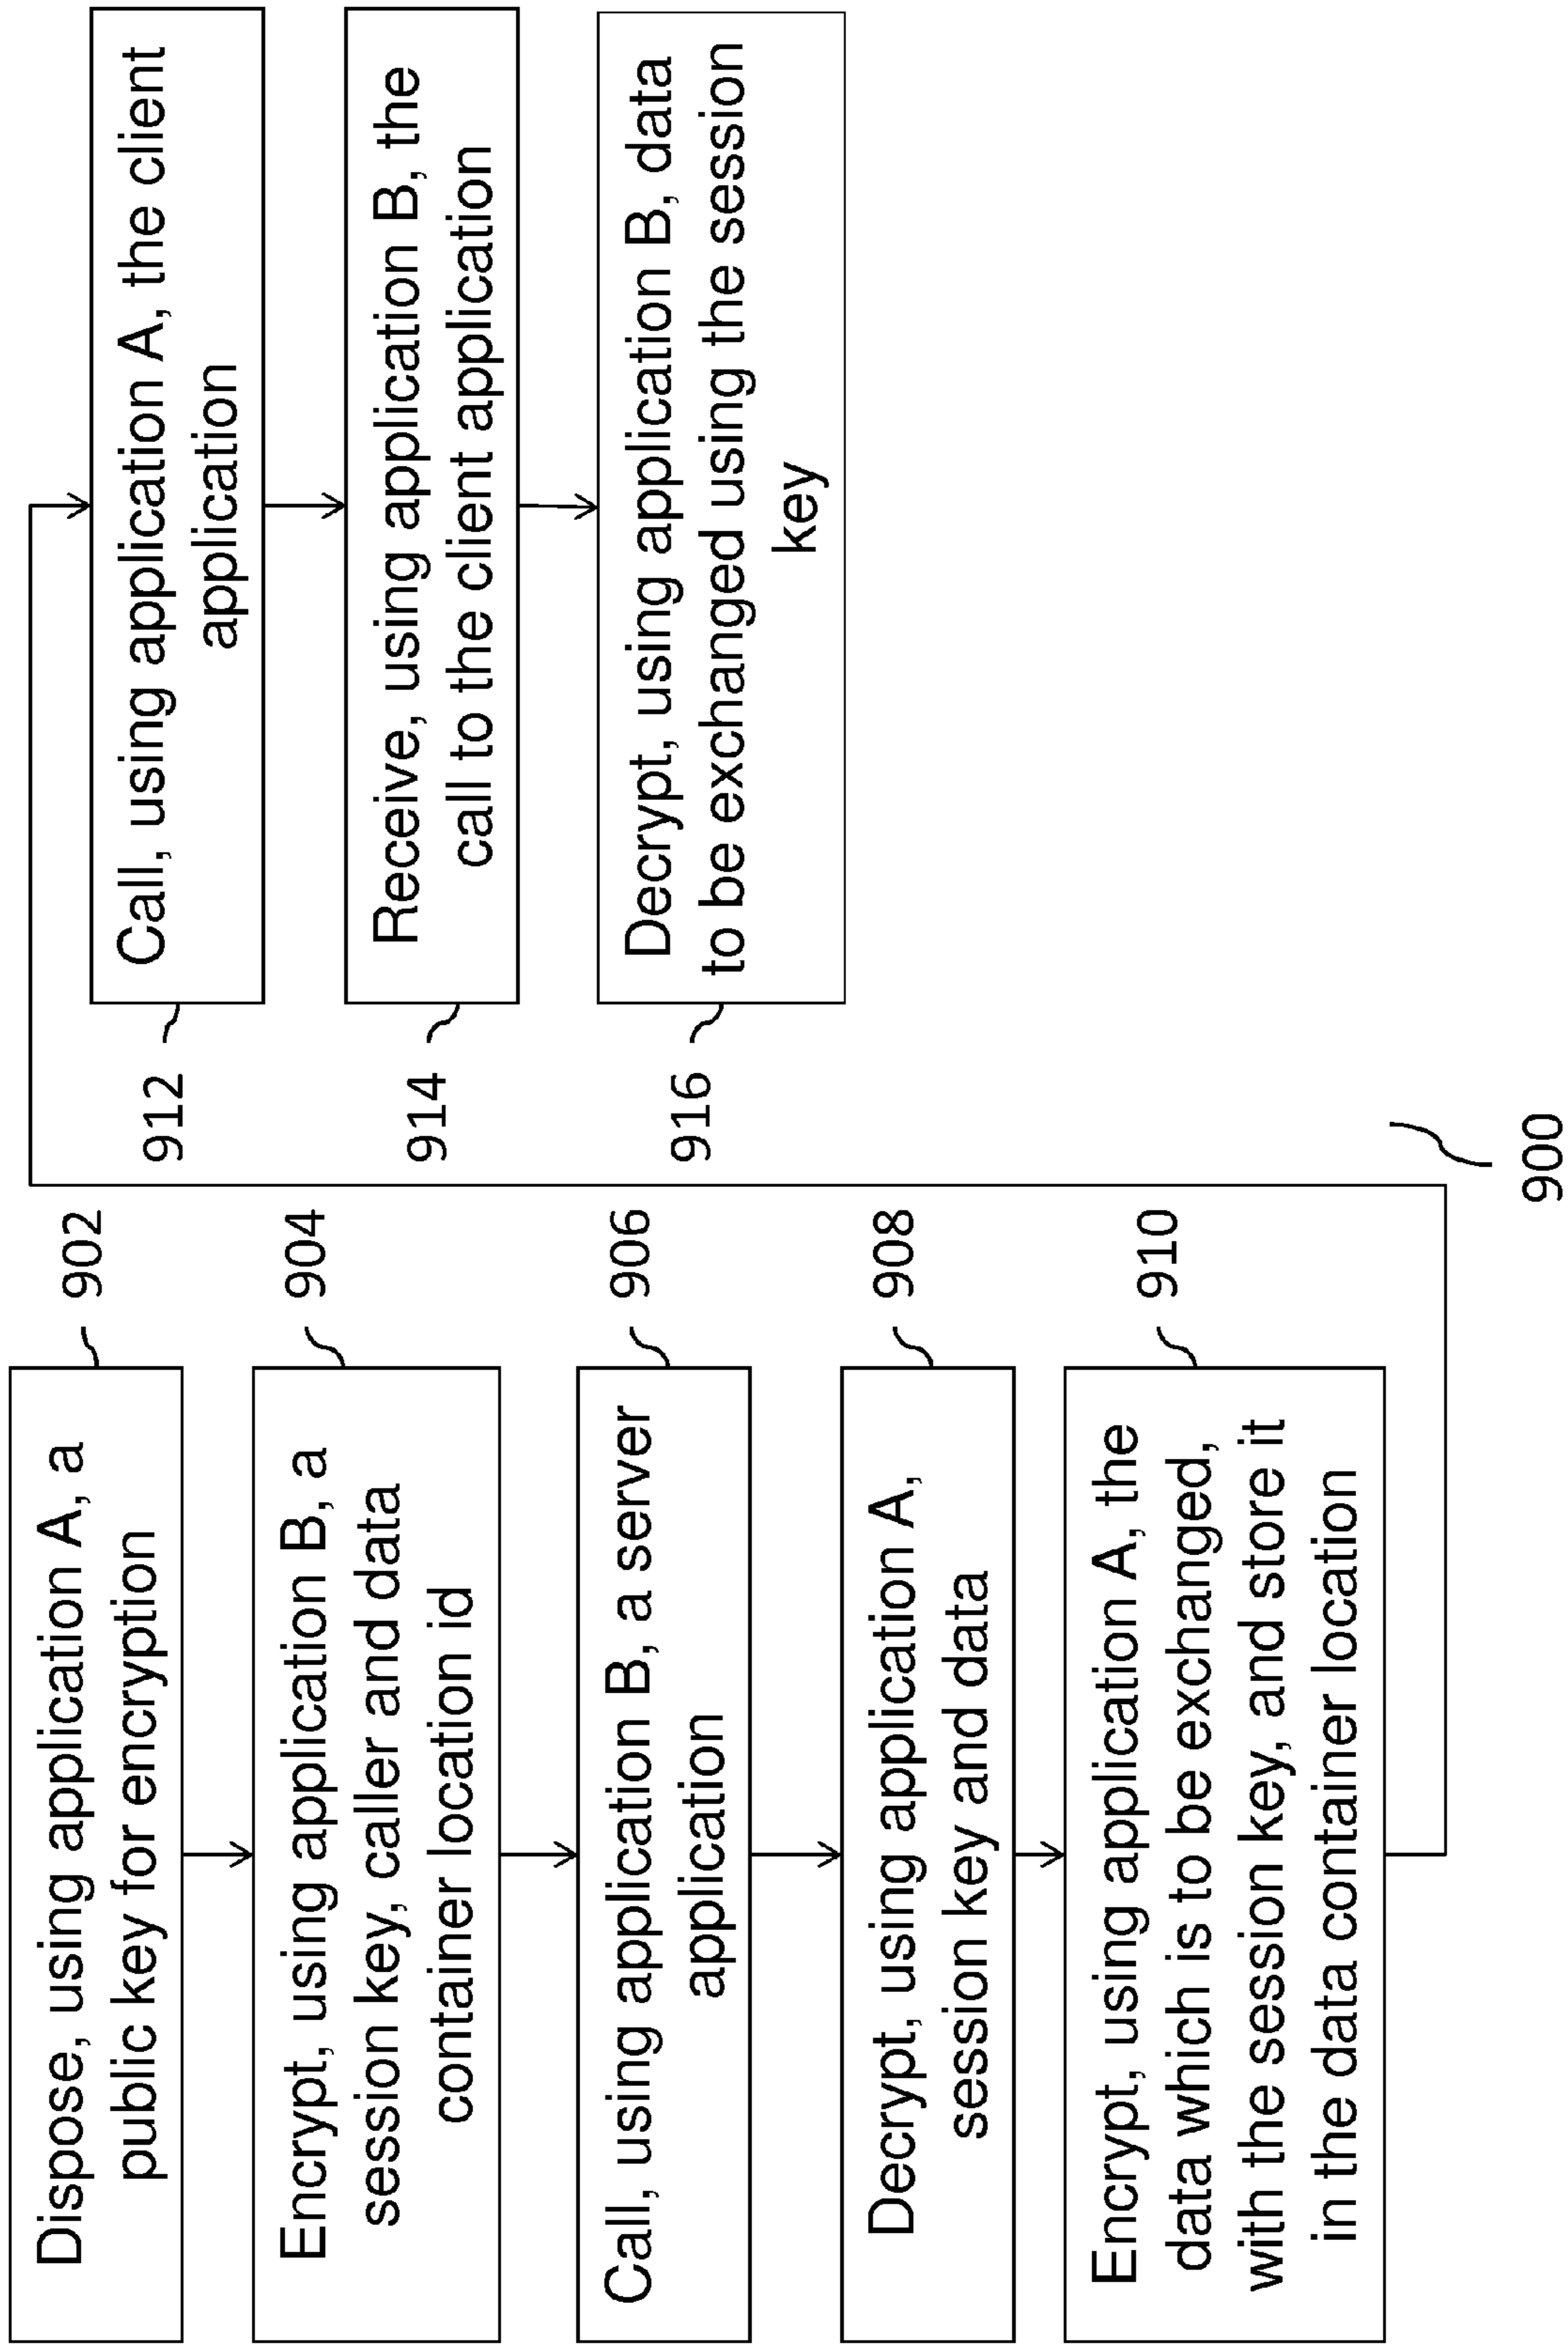 Dispose, using application A, a
public key for encryption
902
Encrypt, using application B, a
session key, caller and data
container location id
904
Call, using application B, a server
application
906
Decrypt, using application A,
session key and data
908
Encrypt, using application A, the
data which is to be exchanged,
with the session key, and store it
in the data container location
910
912
Call, using application A, the client
application
914
Receive, using application B, the
call to the client application
916
Decrypt, using application B, data
to be exchanged using the session
key
900